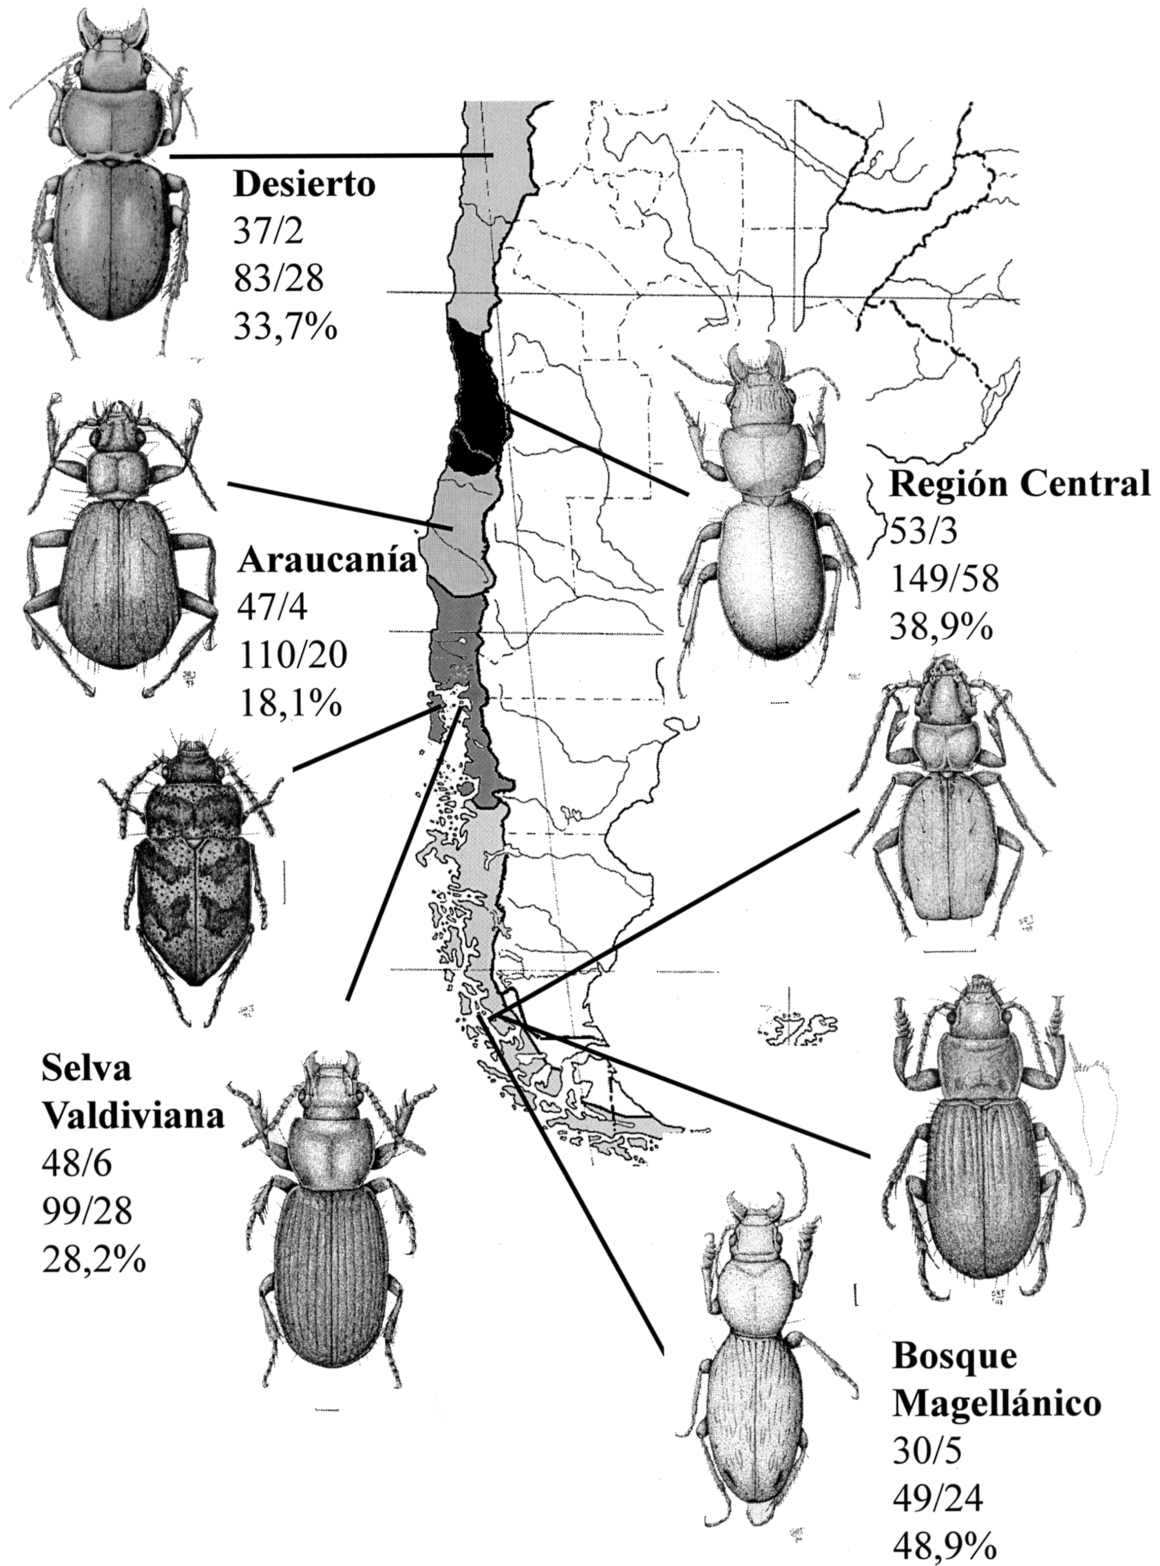 Desierto
37/2
83/28
33,7%
Región Central
53/3
149/58
38,9%
Araucanía
47/4
110/20
18,1%
Selva
Valdiviana
48/6
99/28
28,2%
Bosque
Magellánico
30/5
49/24
48,9%